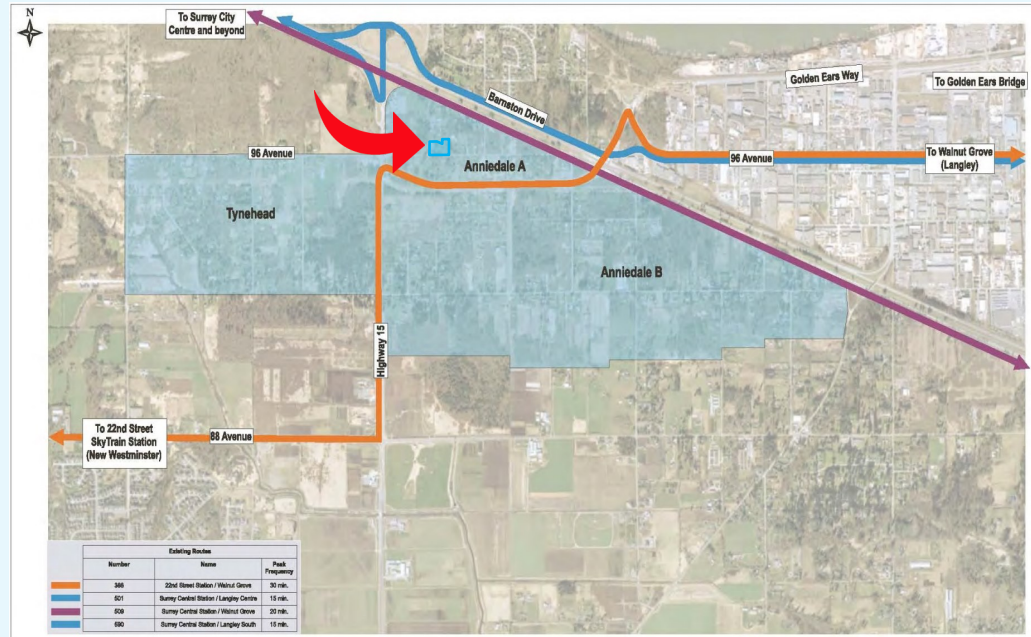 N
To Surrey City
Centre and beyond
Golden Ears Way
To Golden Ears Bridge
Barnston Drive
96 Avenue
Anniedale A
96 Avenue
To Walnut Grove
(Langley)
Tynehead
Anniedale B
Highway 15
To 22nd Street
SkyTrain Station
(New Westminster)
88 Avenue
Existing Routes
Number Name Peak
Frequency
22nd Street Station / Walnut Grove 30 min.
501 Surrey Central Station / Langley Centre 15 min.
509 Surrey Central Station / Walnut Grove 20 min.
590 Surrey Central Station / Langley South 15 min.